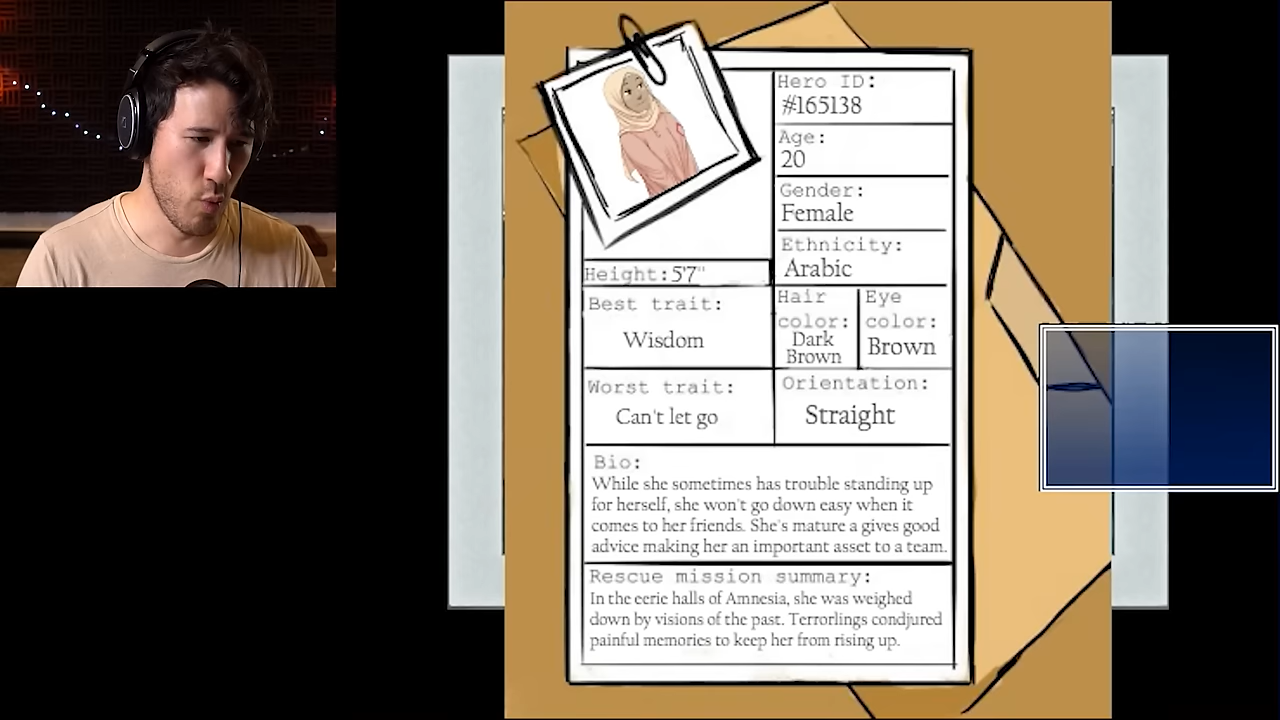 Hero ID:
#165138
Age:
20
Gender:
Female
Ethnicity:
Arabic
Height: 5'7"
Hair
color:
Dark
Brown
Eye
color:
Brown
Best trait:
Wisdom
Worst trait:
Can't let go
Orientation:
Straight
Bio:
While she sometimes has trouble standing up
for herself, she won't go down easy when it
comes to her friends. She's mature a gives good
advice making her an important asset to a team.
Rescue mission summary:
In the eerie halls of Amnesia, she was weighed
down by visions of the past. Terrorlings condjured
painful memories to keep her from rising up.